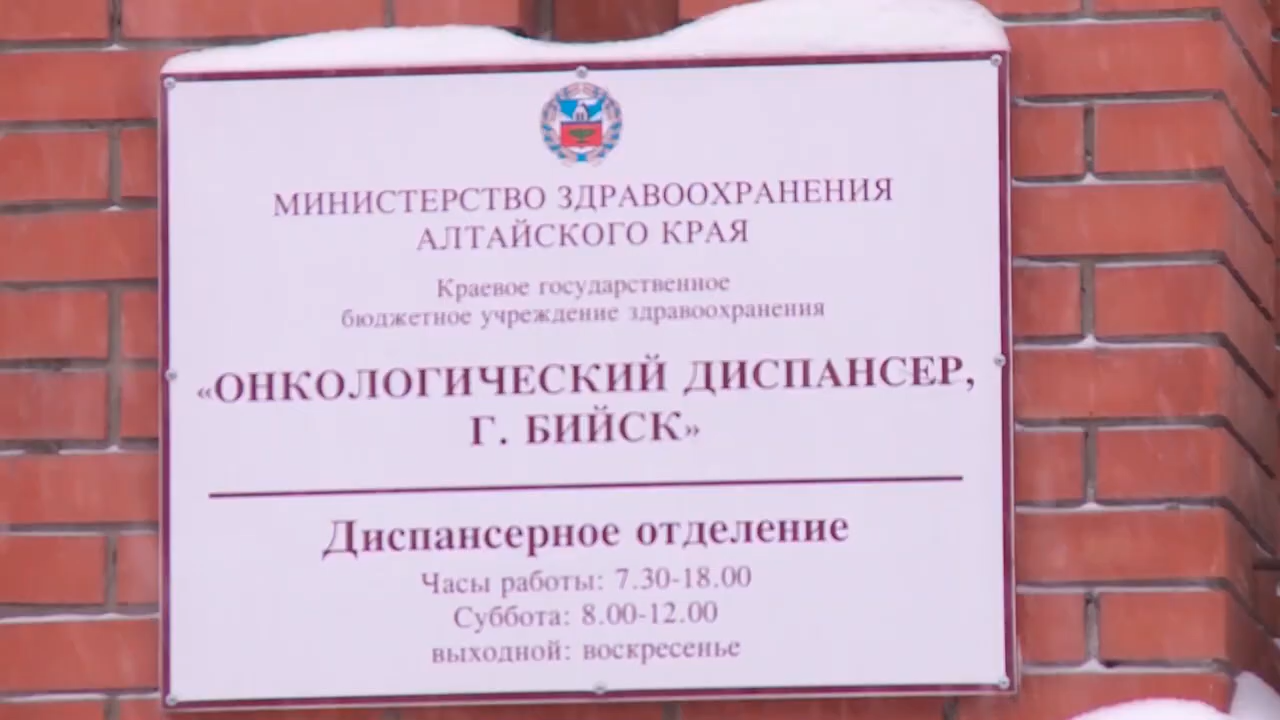 МИНИСТЕРСТВО ЗДРАВООХРАНЕНИЯ
АЛТАЙСКОГО КРАЯ
Краевое государственное
бюджетное учреждение здравоохранения
«ОНКОЛОГИЧЕСКИЙ ДИСПАНСЕР,
Г. БИЙСК»
Диспансерное отделение
Часы работы: 7.30-18.00
Суббота: 8.00-12.00
выходной: воскресенье